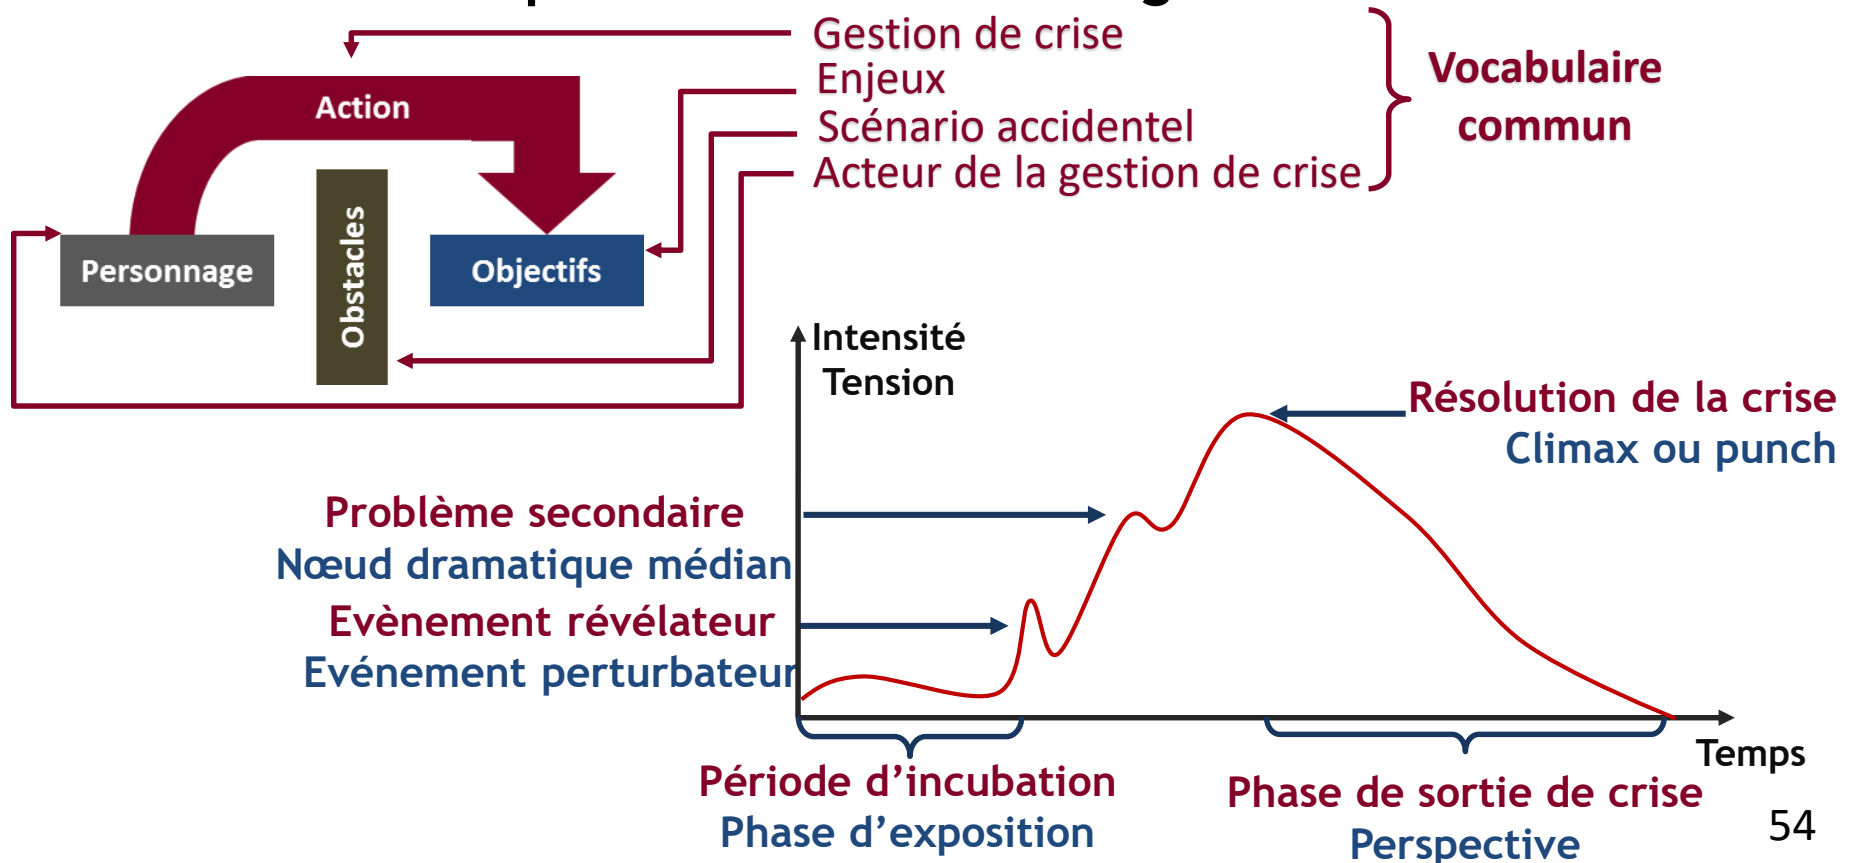 Gestion de crise
Enjeux
Scénario accidentel
Acteur de la gestion de crise
Vocabulaire
commun
Action
Personnage
Obstacles
Objectifs
Intensité
Tension
Résolution de la crise
Climax ou punch
Problème secondaire
Nœud dramatique médian
Evènement révélateur
Evénement perturbateur
Temps
Période d’incubation
Phase d’exposition
Phase de sortie de crise
Perspective
54